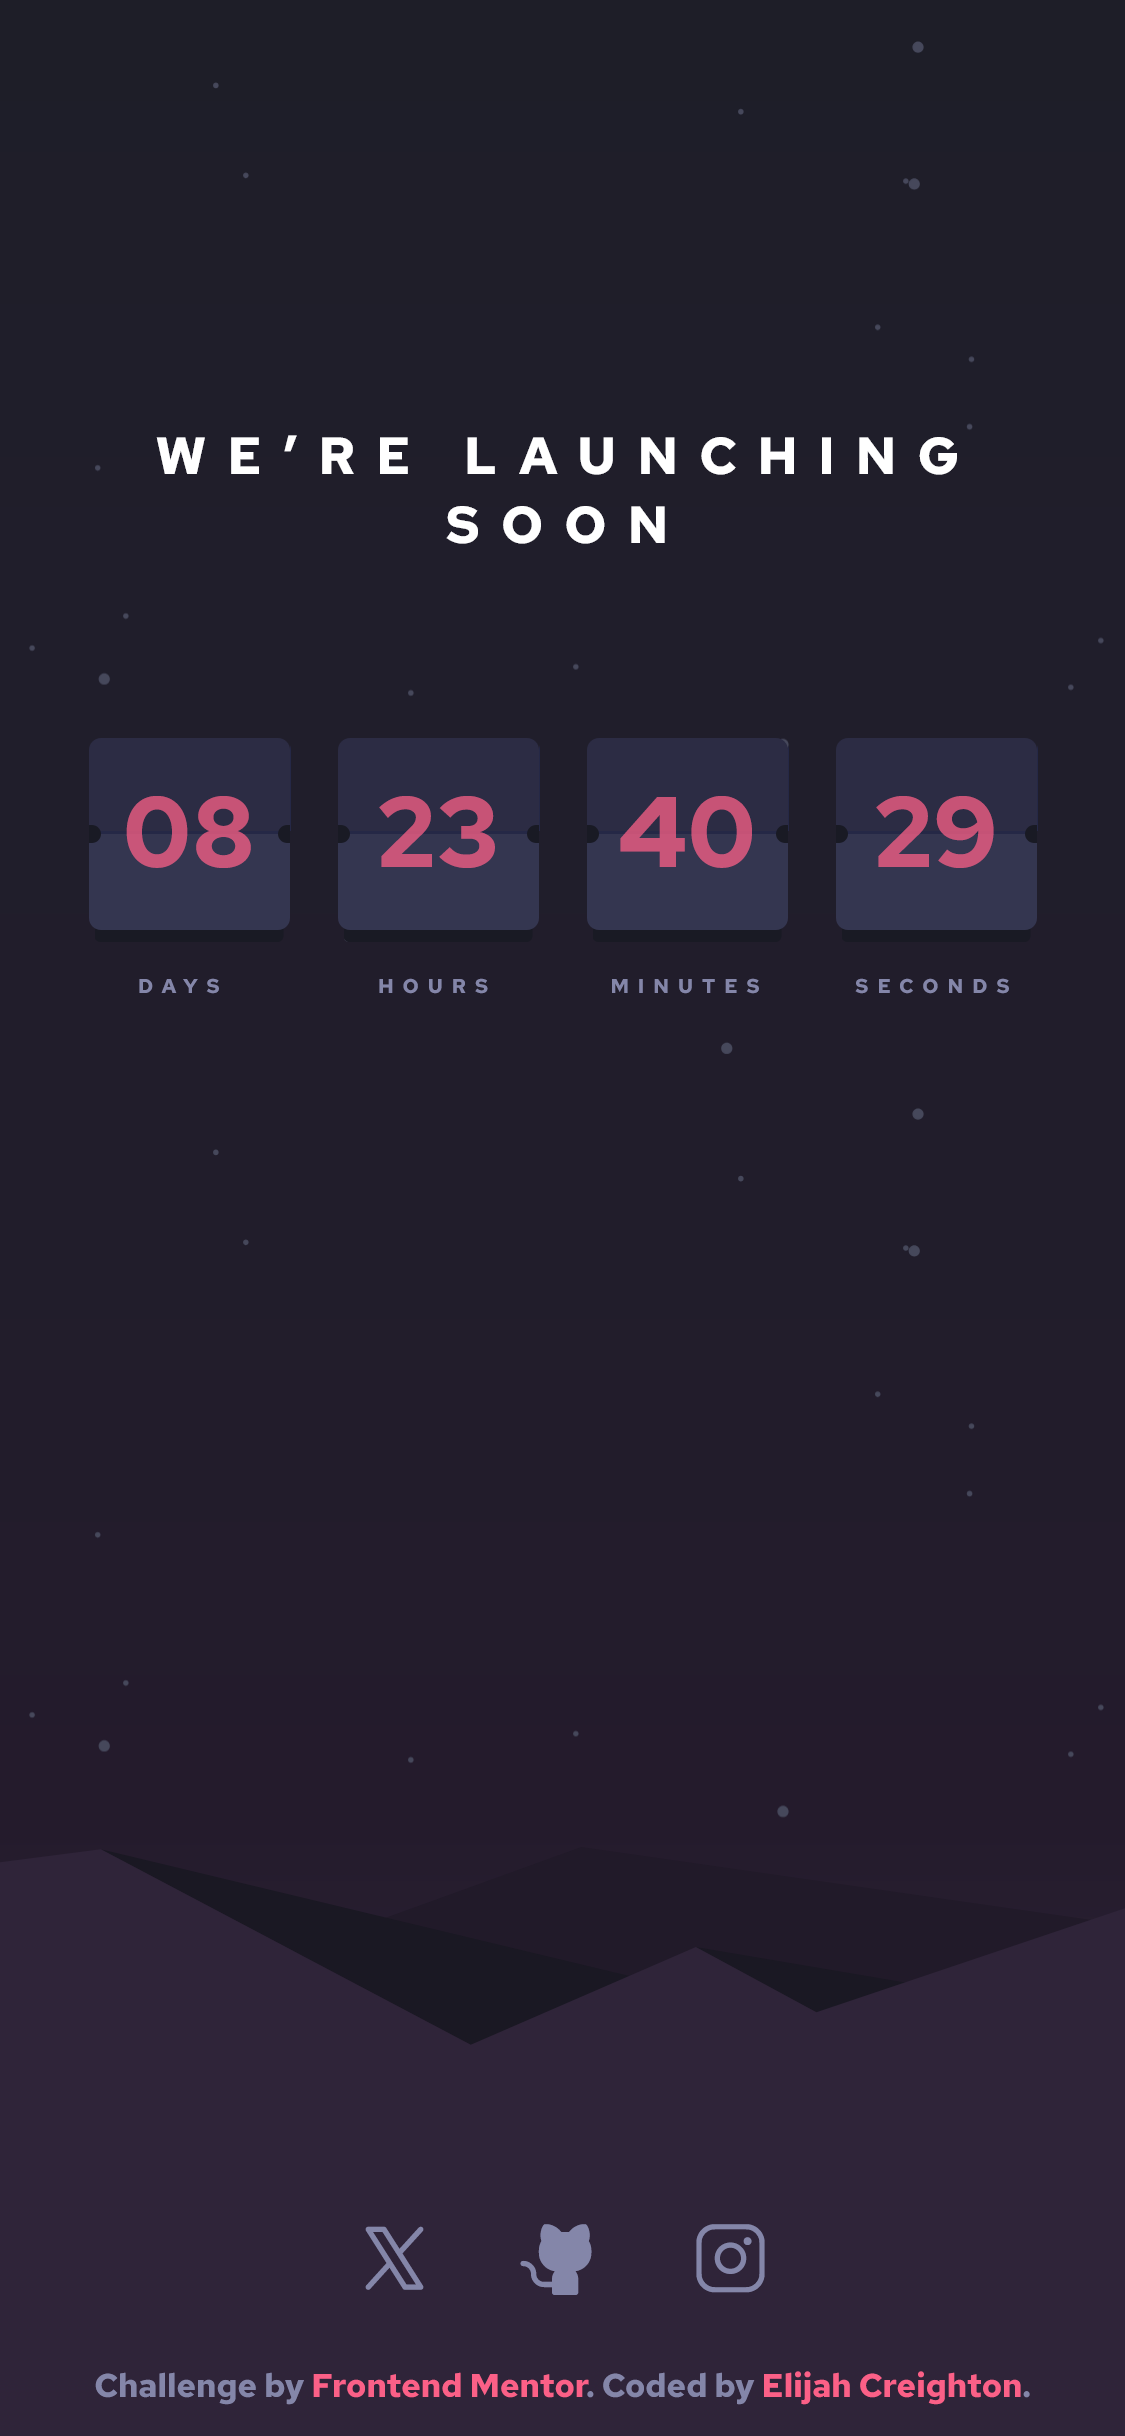 WE’RE LAUNCHING
SOON
08 23 40 29
DAYS HOURS MINUTES SECONDS
Challenge by Frontend Mentor. Coded by Elijah Creighton.